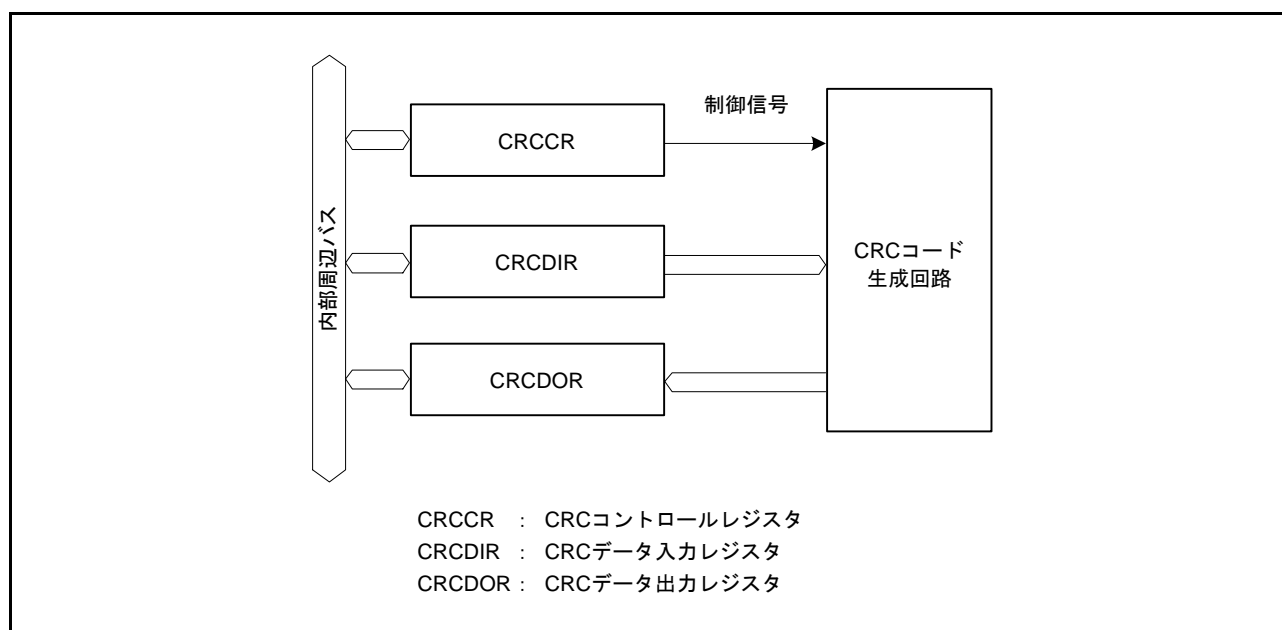 制御信号
CRCCR
内部周辺バス
CRCDIR
CRCコード
生成回路
CRCDOR
CRCCR : CRCコントロールレジスタ
CRCDIR : CRCデータ入力レジスタ
CRCDOR : CRCデータ出力レジスタ